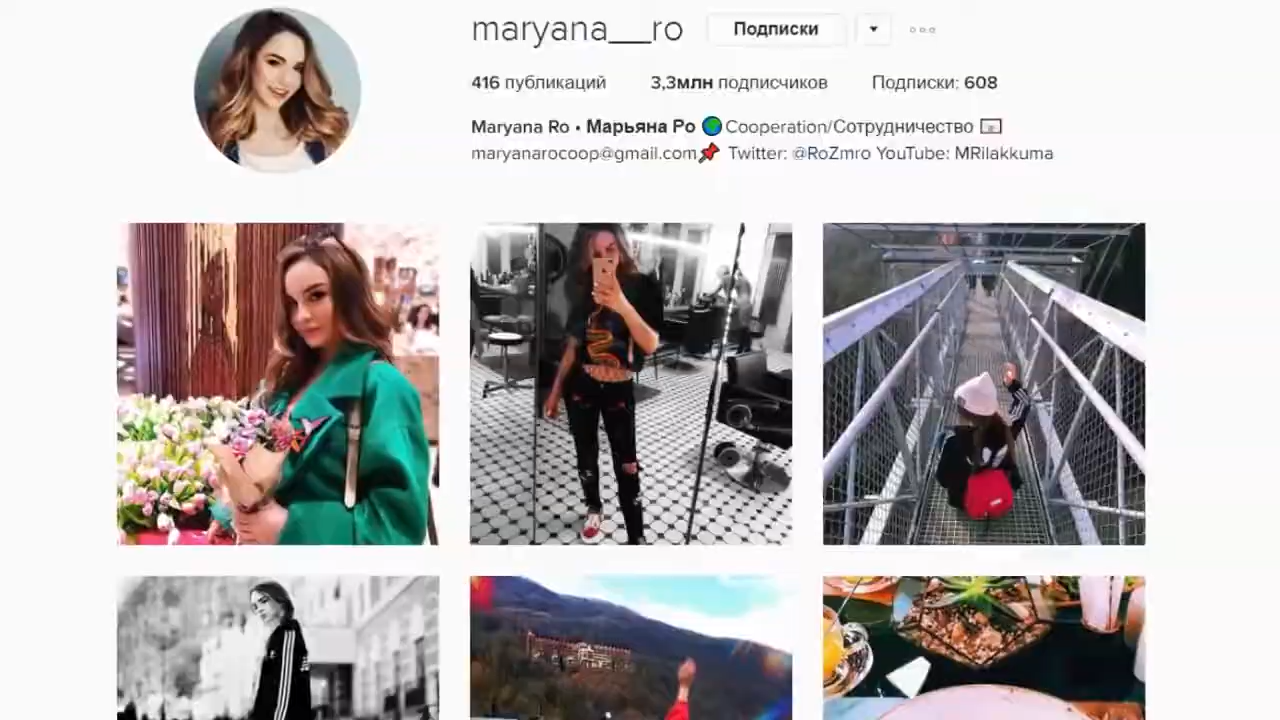 maryana___ro Подписки
416 публикаций 3,3млн подписчиков Подписки: 608
Maryana Ro • Марьяна Ро Cooperation/Сотрудничество
maryanarocoop@gmail.com Twitter: @RoZmro YouTube: MRilakkuma